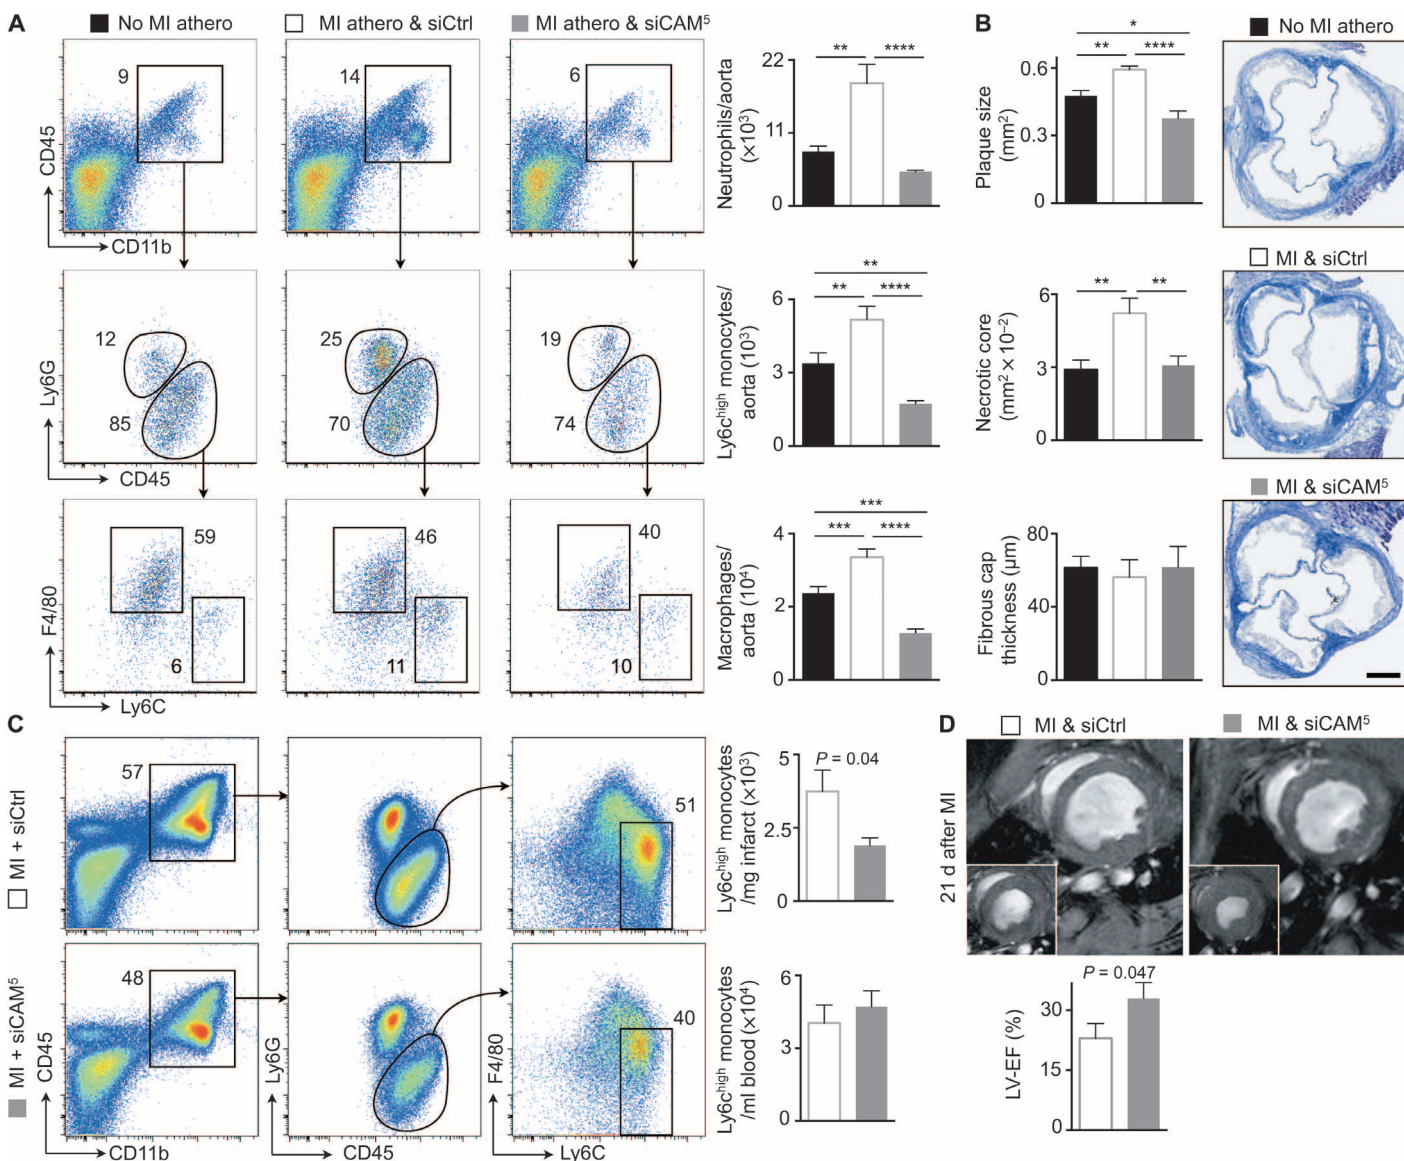 A
No MI athero
MI athero & siCtrl
MI athero & siCAM⁵
9
14
6
CD45
CD11b
12
85
25
70
19
74
Ly6G
CD45
59
6
46
11
40
10
F4/80
Ly6C
Neutrophils/aorta
(×10³)
22
11
0
**
****
Ly6cʰⁱᵍʰ monocytes/
aorta (10³)
6
3
0
**
**
****
Macrophages/
aorta (10⁴)
4
2
0
***
***
****
B
No MI athero
Plaque size
(mm²)
0.6
0.3
0
*
**
****
MI & siCtrl
Necrotic core
(mm² × 10⁻²)
6
3
0
**
**
MI & siCAM⁵
Fibrous cap
thickness (µm)
80
40
0
C
MI + siCtrl
57
51
MI + siCAM⁵
48
40
CD45
CD11b
Ly6G
CD45
F4/80
Ly6C
Ly6cʰⁱᵍʰ monocytes
/mg infarct (×10³)
5
2.5
0
P = 0.04
Ly6cʰⁱᵍʰ monocytes
/ml blood (×10⁴)
6
3
0
D
MI & siCtrl
MI & siCAM⁵
21 d after MI
P = 0.047
LV-EF (%)
30
15
0